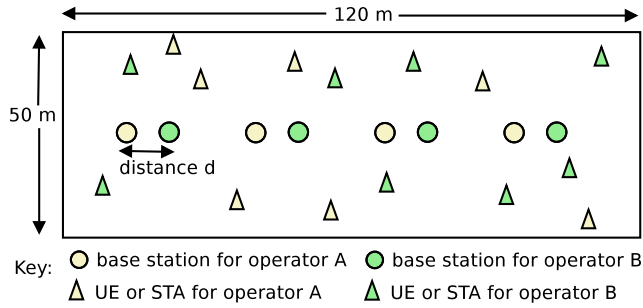 120 m
50 m
distance d
Key:
base station for operator A
base station for operator B
UE or STA for operator A
UE or STA for operator B